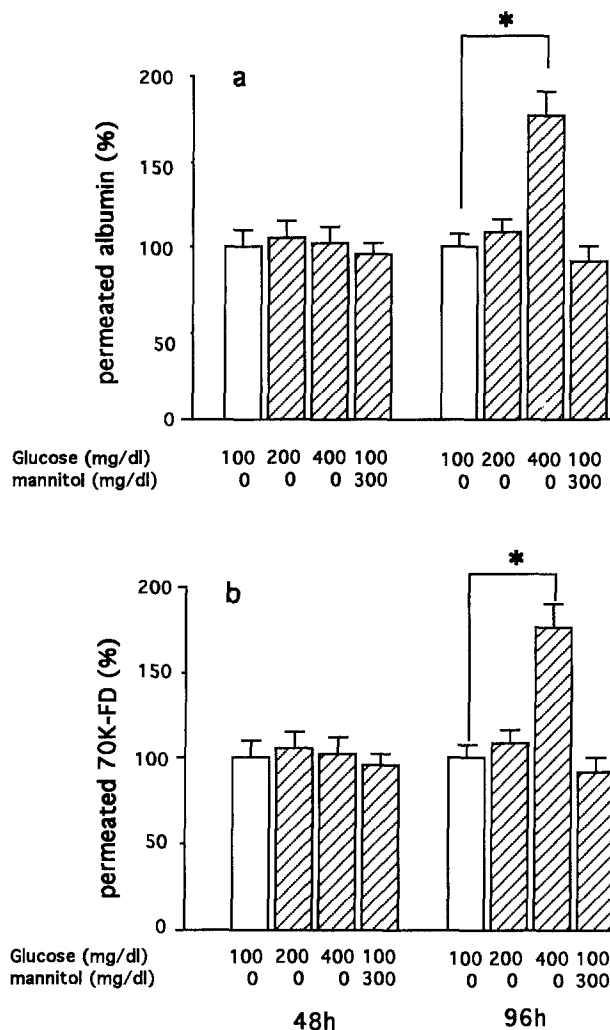 *
a
permeated albumin (%)
200
150
100
50
0
Glucose (mg/dl) 100 200 400 100 100 200 400 100
mannitol (mg/dl) 0 0 0 300 0 0 0 300
*
b
permeated 70K-FD (%)
200
150
100
50
0
Glucose (mg/dl) 100 200 400 100 100 200 400 100
mannitol (mg/dl) 0 0 0 300 0 0 0 300
48h 96h